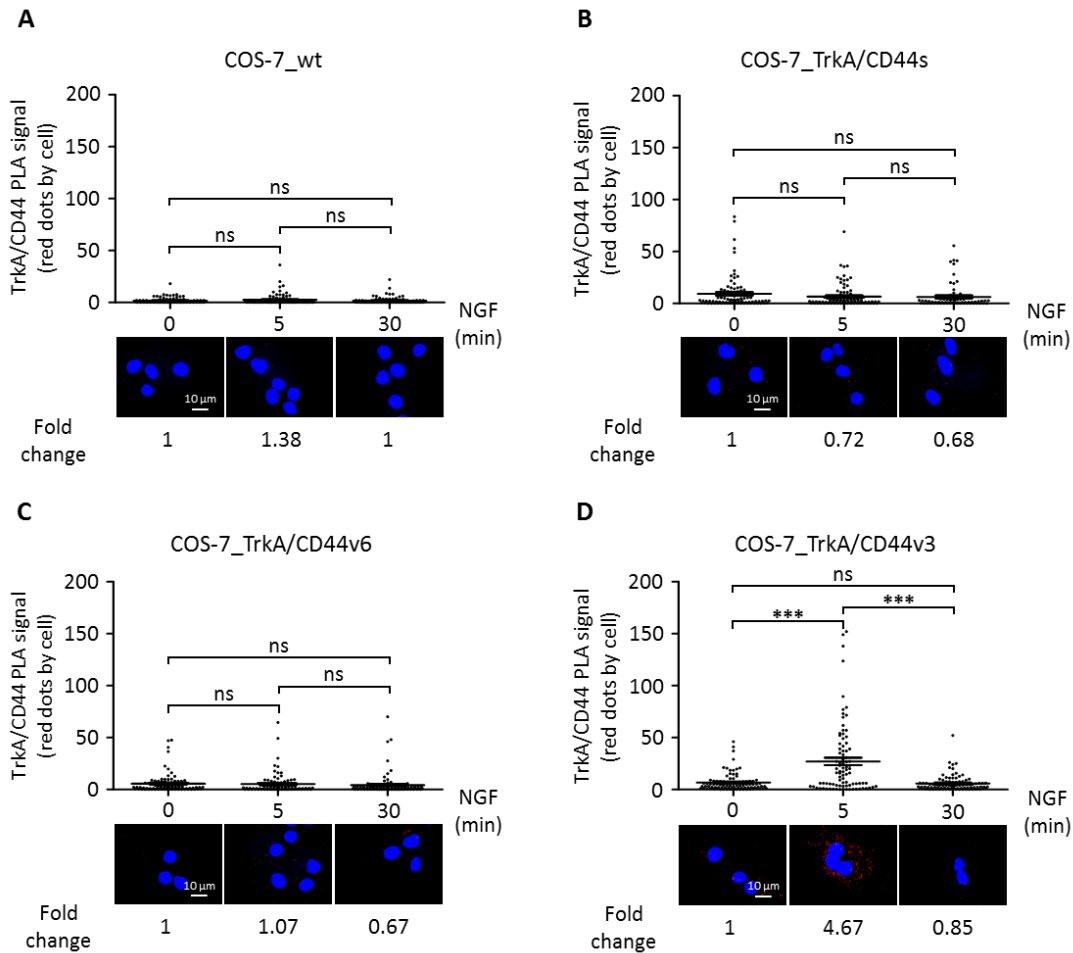 A
COS-7_wt
TrkA/CD44 PLA signal
(red dots by cell)
200
150
100
50
0
ns
ns
ns
0 5 30
NGF
(min)
10 µm
Fold
change
1 1.38 1
B
COS-7_TrkA/CD44s
TrkA/CD44 PLA signal
(red dots by cell)
200
150
100
50
0
ns
ns
ns
0 5 30
NGF
(min)
10 µm
Fold
change
1 0.72 0.68
C
COS-7_TrkA/CD44v6
TrkA/CD44 PLA signal
(red dots by cell)
200
150
100
50
0
ns
ns
ns
0 5 30
NGF
(min)
10 µm
Fold
change
1 1.07 0.67
D
COS-7_TrkA/CD44v3
TrkA/CD44 PLA signal
(red dots by cell)
200
150
100
50
0
ns
***
***
0 5 30
NGF
(min)
10 µm
Fold
change
1 4.67 0.85